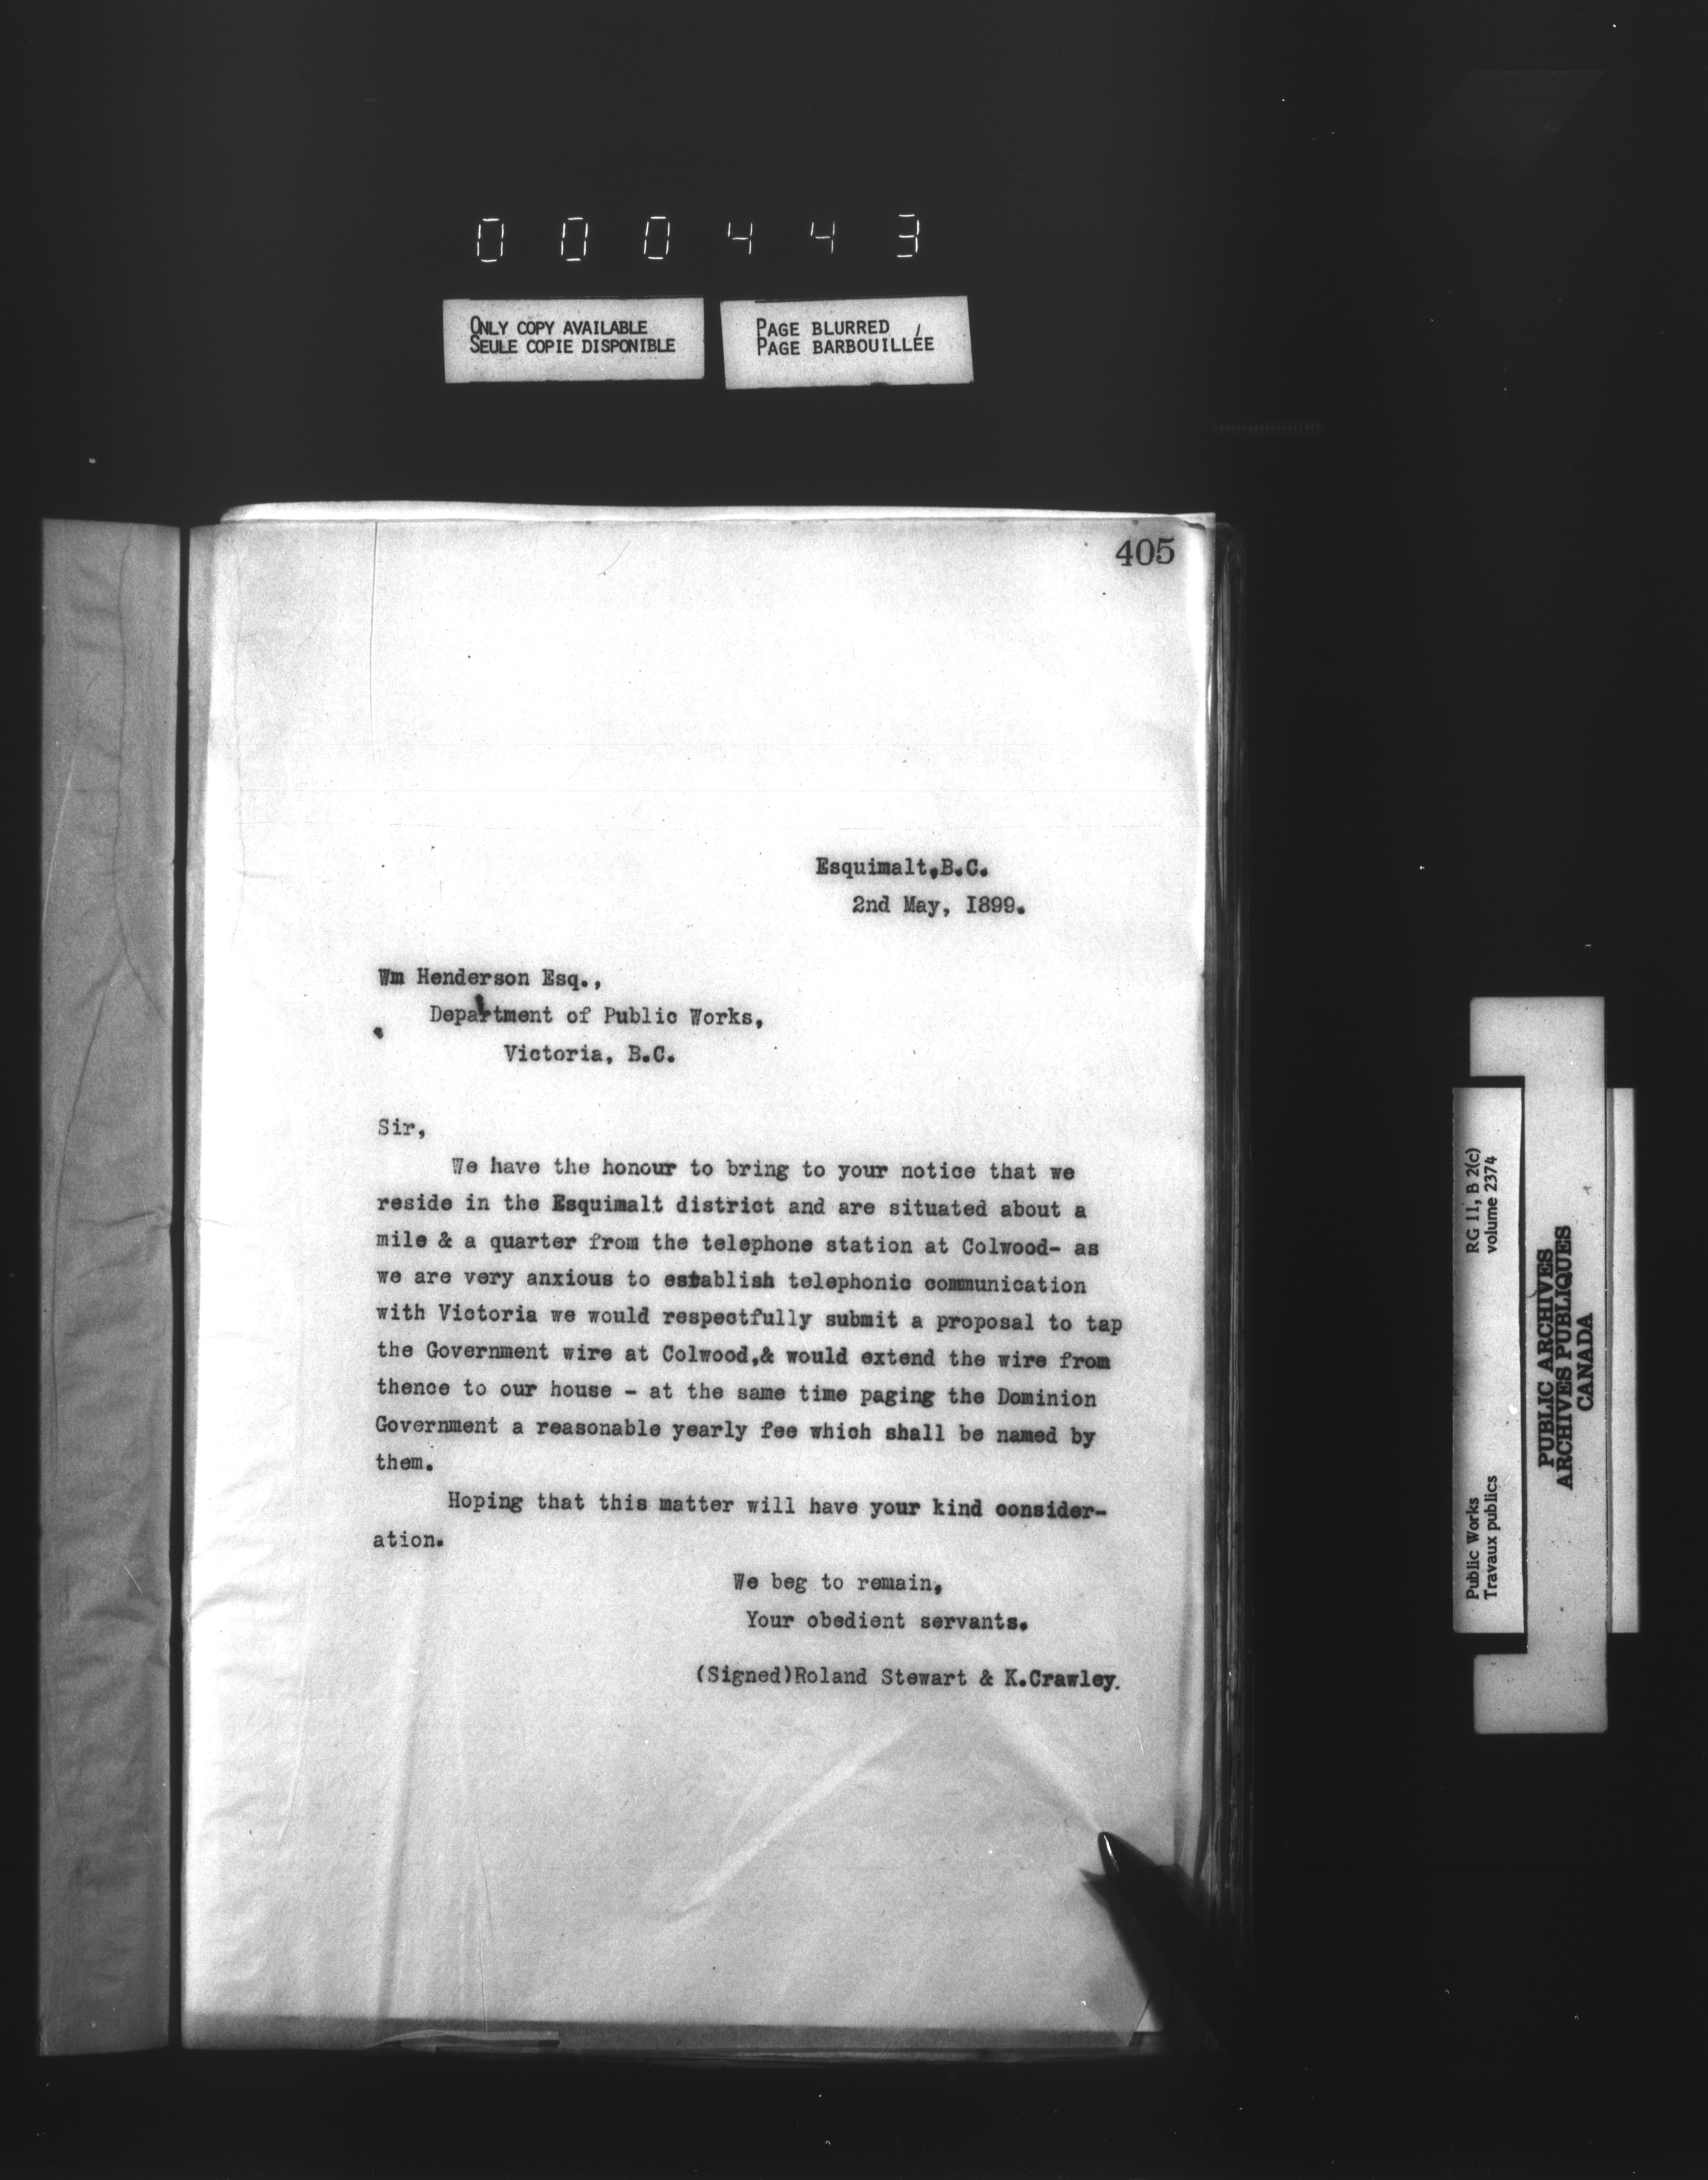 000443
ONLY COPY AVAILABLE
SEULE COPIE DISPONIBLE
PAGE BLURRED
PAGE BARBOUILLÉE
405
Esquimalt,B.C.
2nd May, I899.
Wm Henderson Esq.,
Department of Public Works,
Victoria, B.C.
Sir,
We have the honour to bring to your notice that we
reside in the Esquimalt district and are situated about a
mile & a quarter from the telephone station at Colwood- as
we are very anxious to establish telephonic communication
with Victoria we would respectfully submit a proposal to tap
the Government wire at Colwood,& would extend the wire from
thence to our house - at the same time paging the Dominion
Government a reasonable yearly fee which shall be named by
them.
Hoping that this matter will have your kind consider-
ation.
We beg to remain,
Your obedient servants.
(Signed)Roland Stewart & K.Crawley.
Public Works
Travaux publics
RG 11, B 2(c)
volume 2374
PUBLIC ARCHIVES
ARCHIVES PUBLIQUES
CANADA